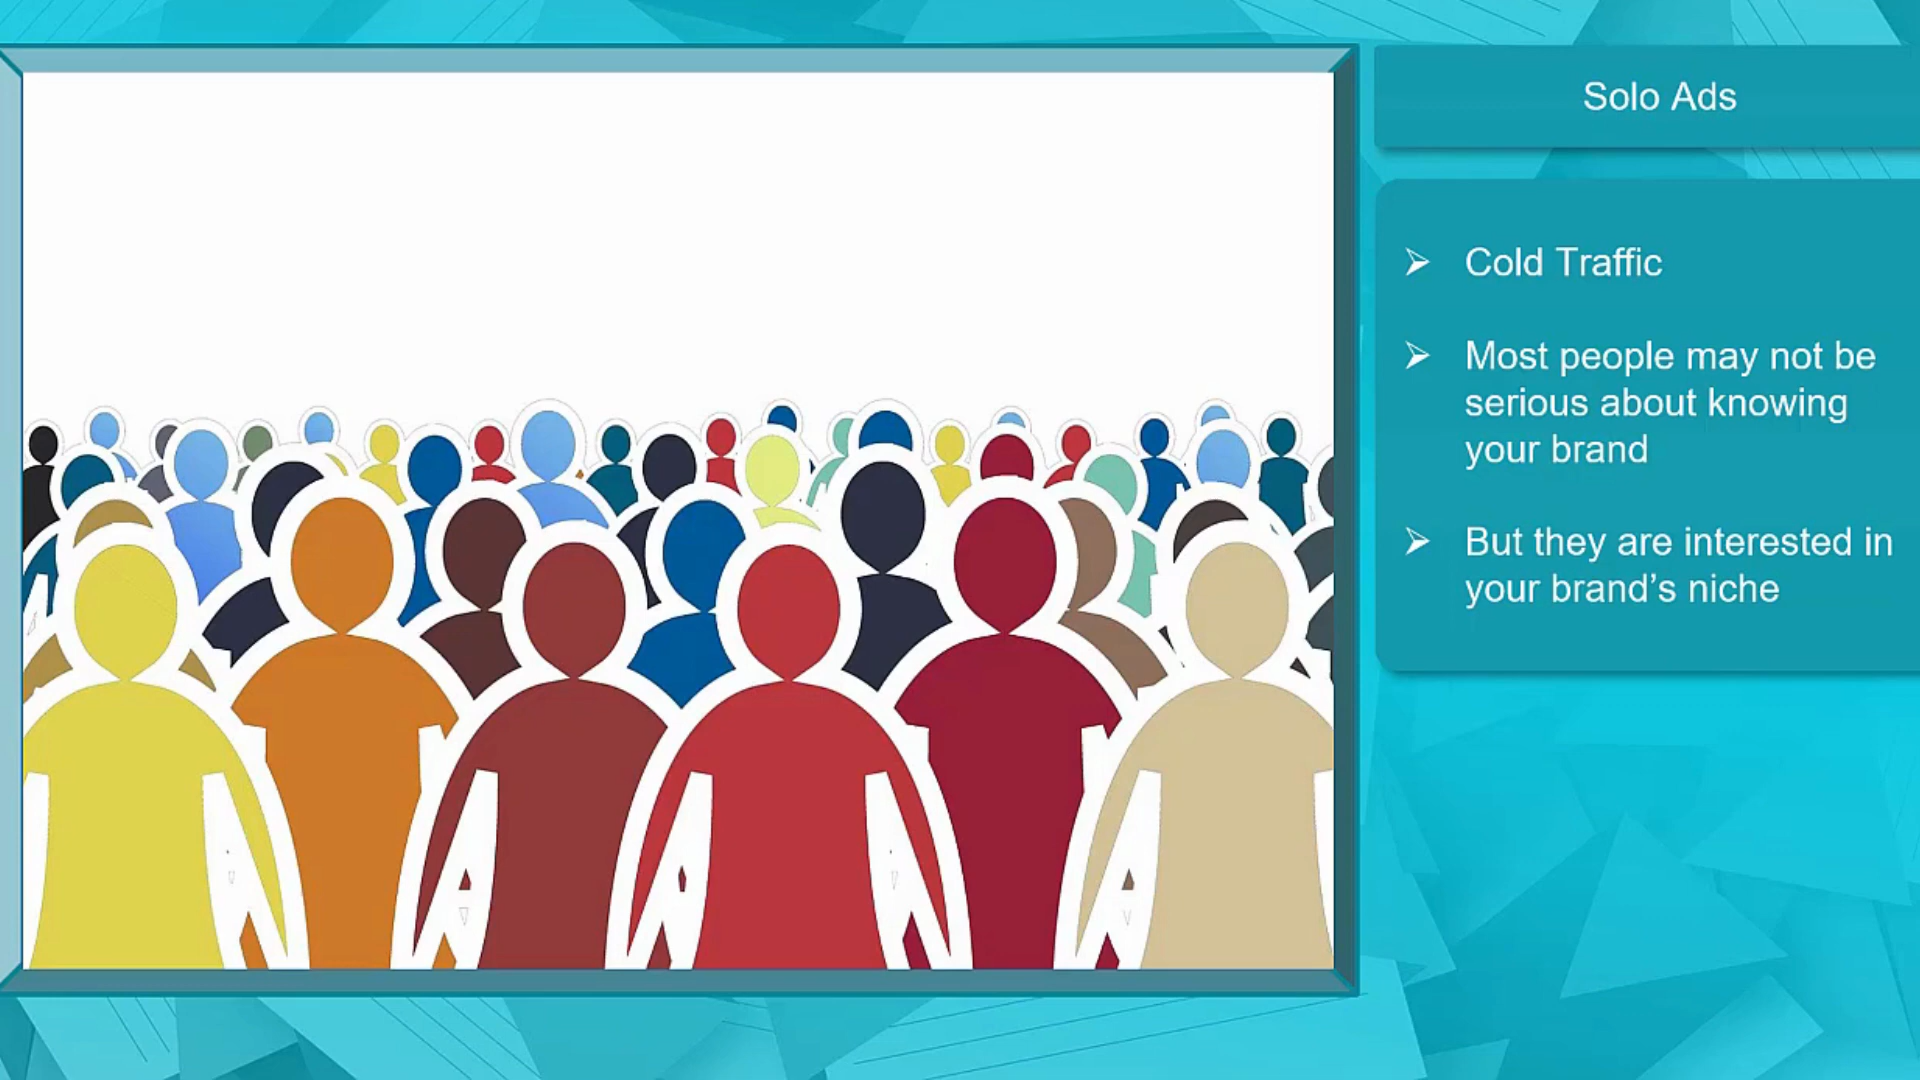 Solo Ads
➢ Cold Traffic
➢ Most people may not be
serious about knowing
your brand
➢ But they are interested in
your brand’s niche